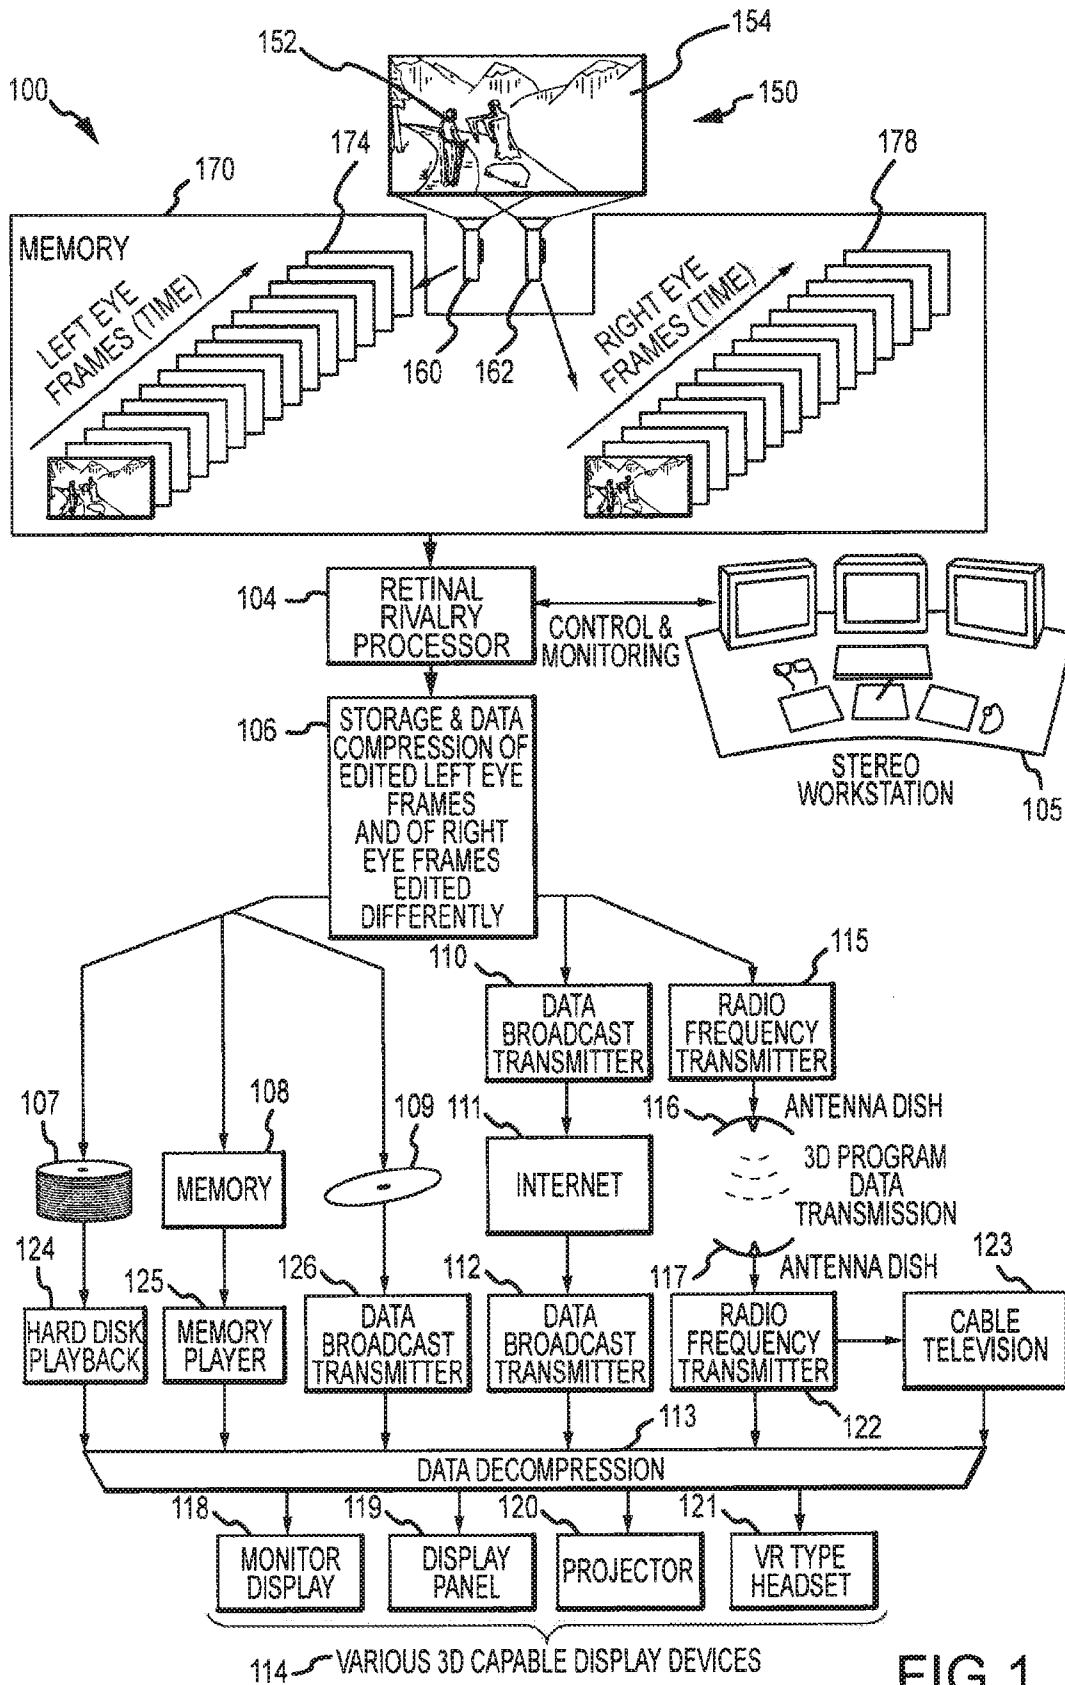 152
154
100
150
170
174
178
MEMORY
LEFT EYE
FRAMES (TIME)
RIGHT EYE
FRAMES (TIME)
160
162
104
RETINAL
RIVALRY
PROCESSOR
CONTROL &
MONITORING
106
STORAGE & DATA
COMPRESSION OF
EDITED LEFT EYE
FRAMES
AND OF RIGHT
EYE FRAMES
EDITED
DIFFERENTLY
STEREO
WORKSTATION
105
110
115
DATA
BROADCAST
TRANSMITTER
RADIO
FREQUENCY
TRANSMITTER
107
108
109
111
116
ANTENNA DISH
MEMORY
INTERNET
3D PROGRAM
DATA
TRANSMISSION
124
125
126
112
117
ANTENNA DISH
123
HARD DISK
PLAYBACK
MEMORY
PLAYER
DATA
BROADCAST
TRANSMITTER
DATA
BROADCAST
TRANSMITTER
RADIO
FREQUENCY
TRANSMITTER
CABLE
TELEVISION
113
122
DATA DECOMPRESSION
118
119
120
121
MONITOR
DISPLAY
DISPLAY
PANEL
PROJECTOR
VR TYPE
HEADSET
114
VARIOUS 3D CAPABLE DISPLAY DEVICES
FIG.1